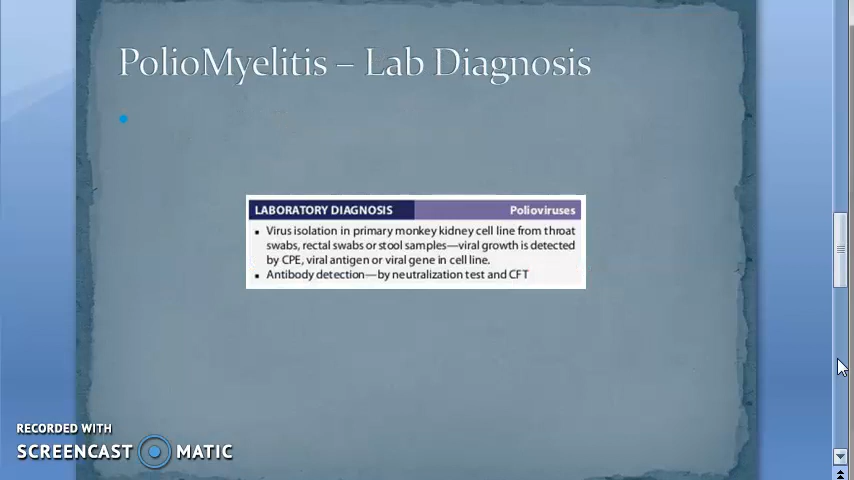 PolioMyelitis – Lab Diagnosis
LABORATORY DIAGNOSIS Polioviruses
▪ Virus isolation in primary monkey kidney cell line from throat
swabs, rectal swabs or stool samples—viral growth is detected
by CPE, viral antigen or viral gene in cell line.
▪ Antibody detection—by neutralization test and CFT
RECORDED WITH
SCREENCAST MATIC